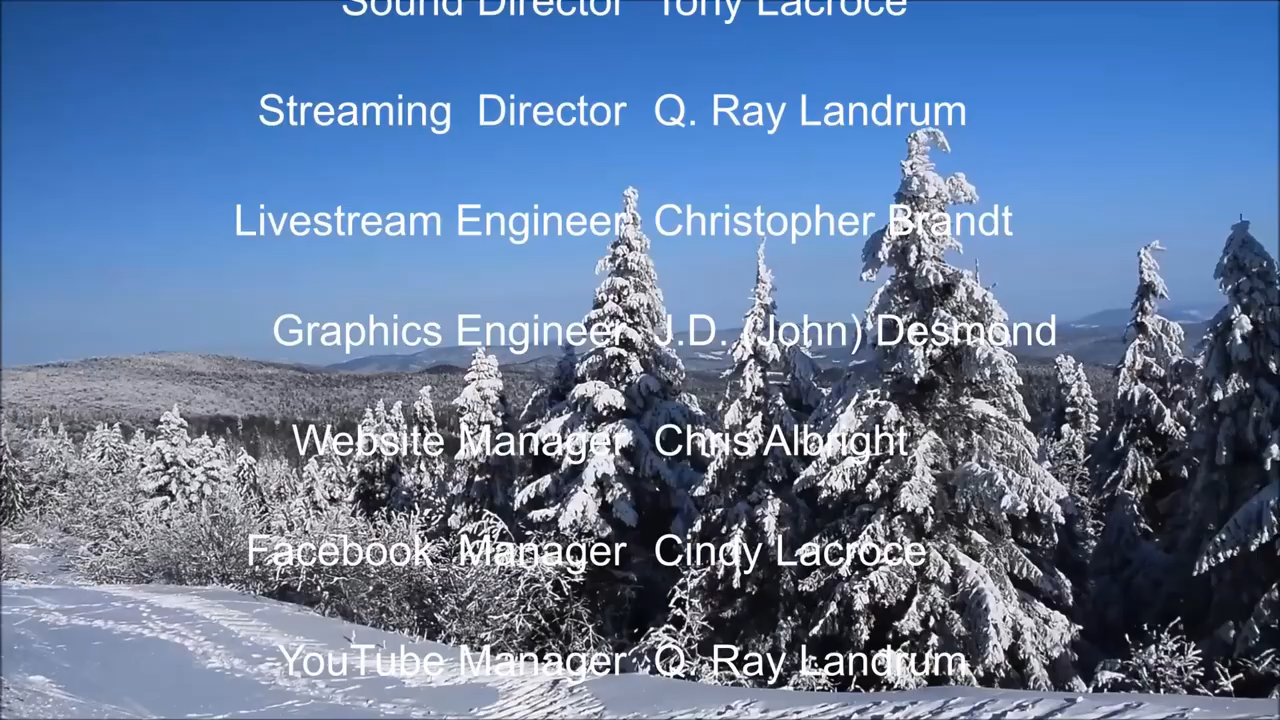 Sound Director Tony Lacroce
Streaming Director Q. Ray Landrum
Livestream Engineer Christopher Brandt
Graphics Engineer J.D. (John) Desmond
Website Manager Chris Albright
Facebook Manager Cindy Lacroce
YouTube Manager Q. Ray Landrum